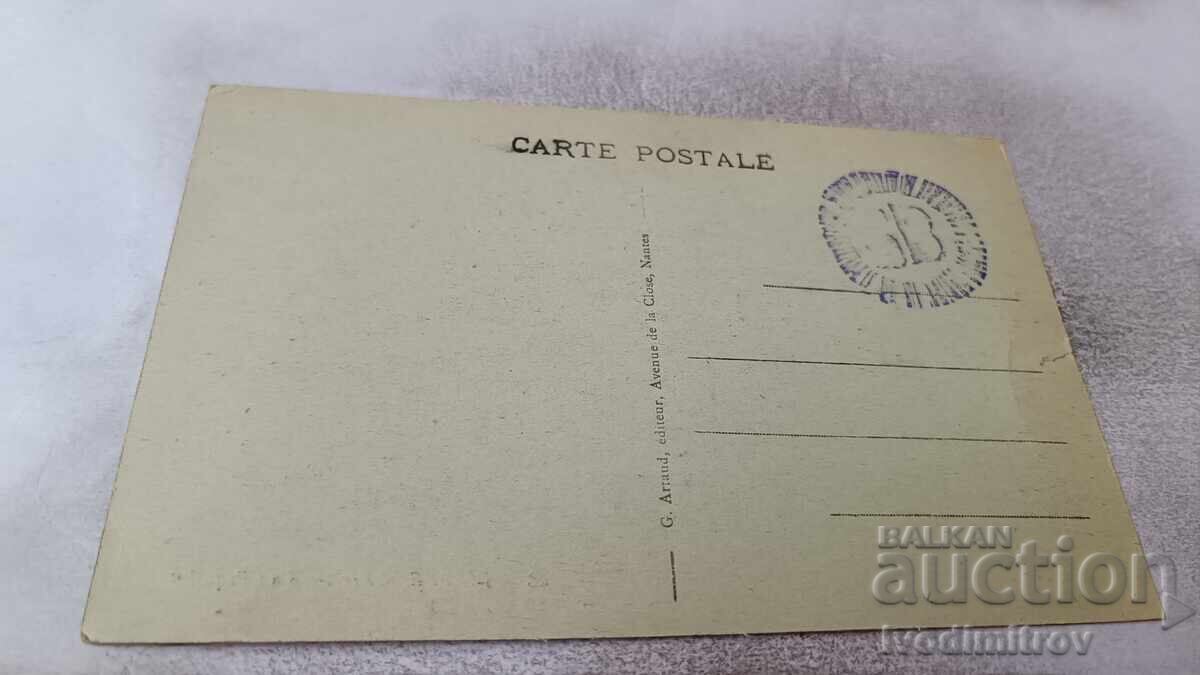 CARTE POSTALE
G. Artaud, éditeur, Avenue de la Close, Nantes
BALKAN
auction
Ivodimitrov